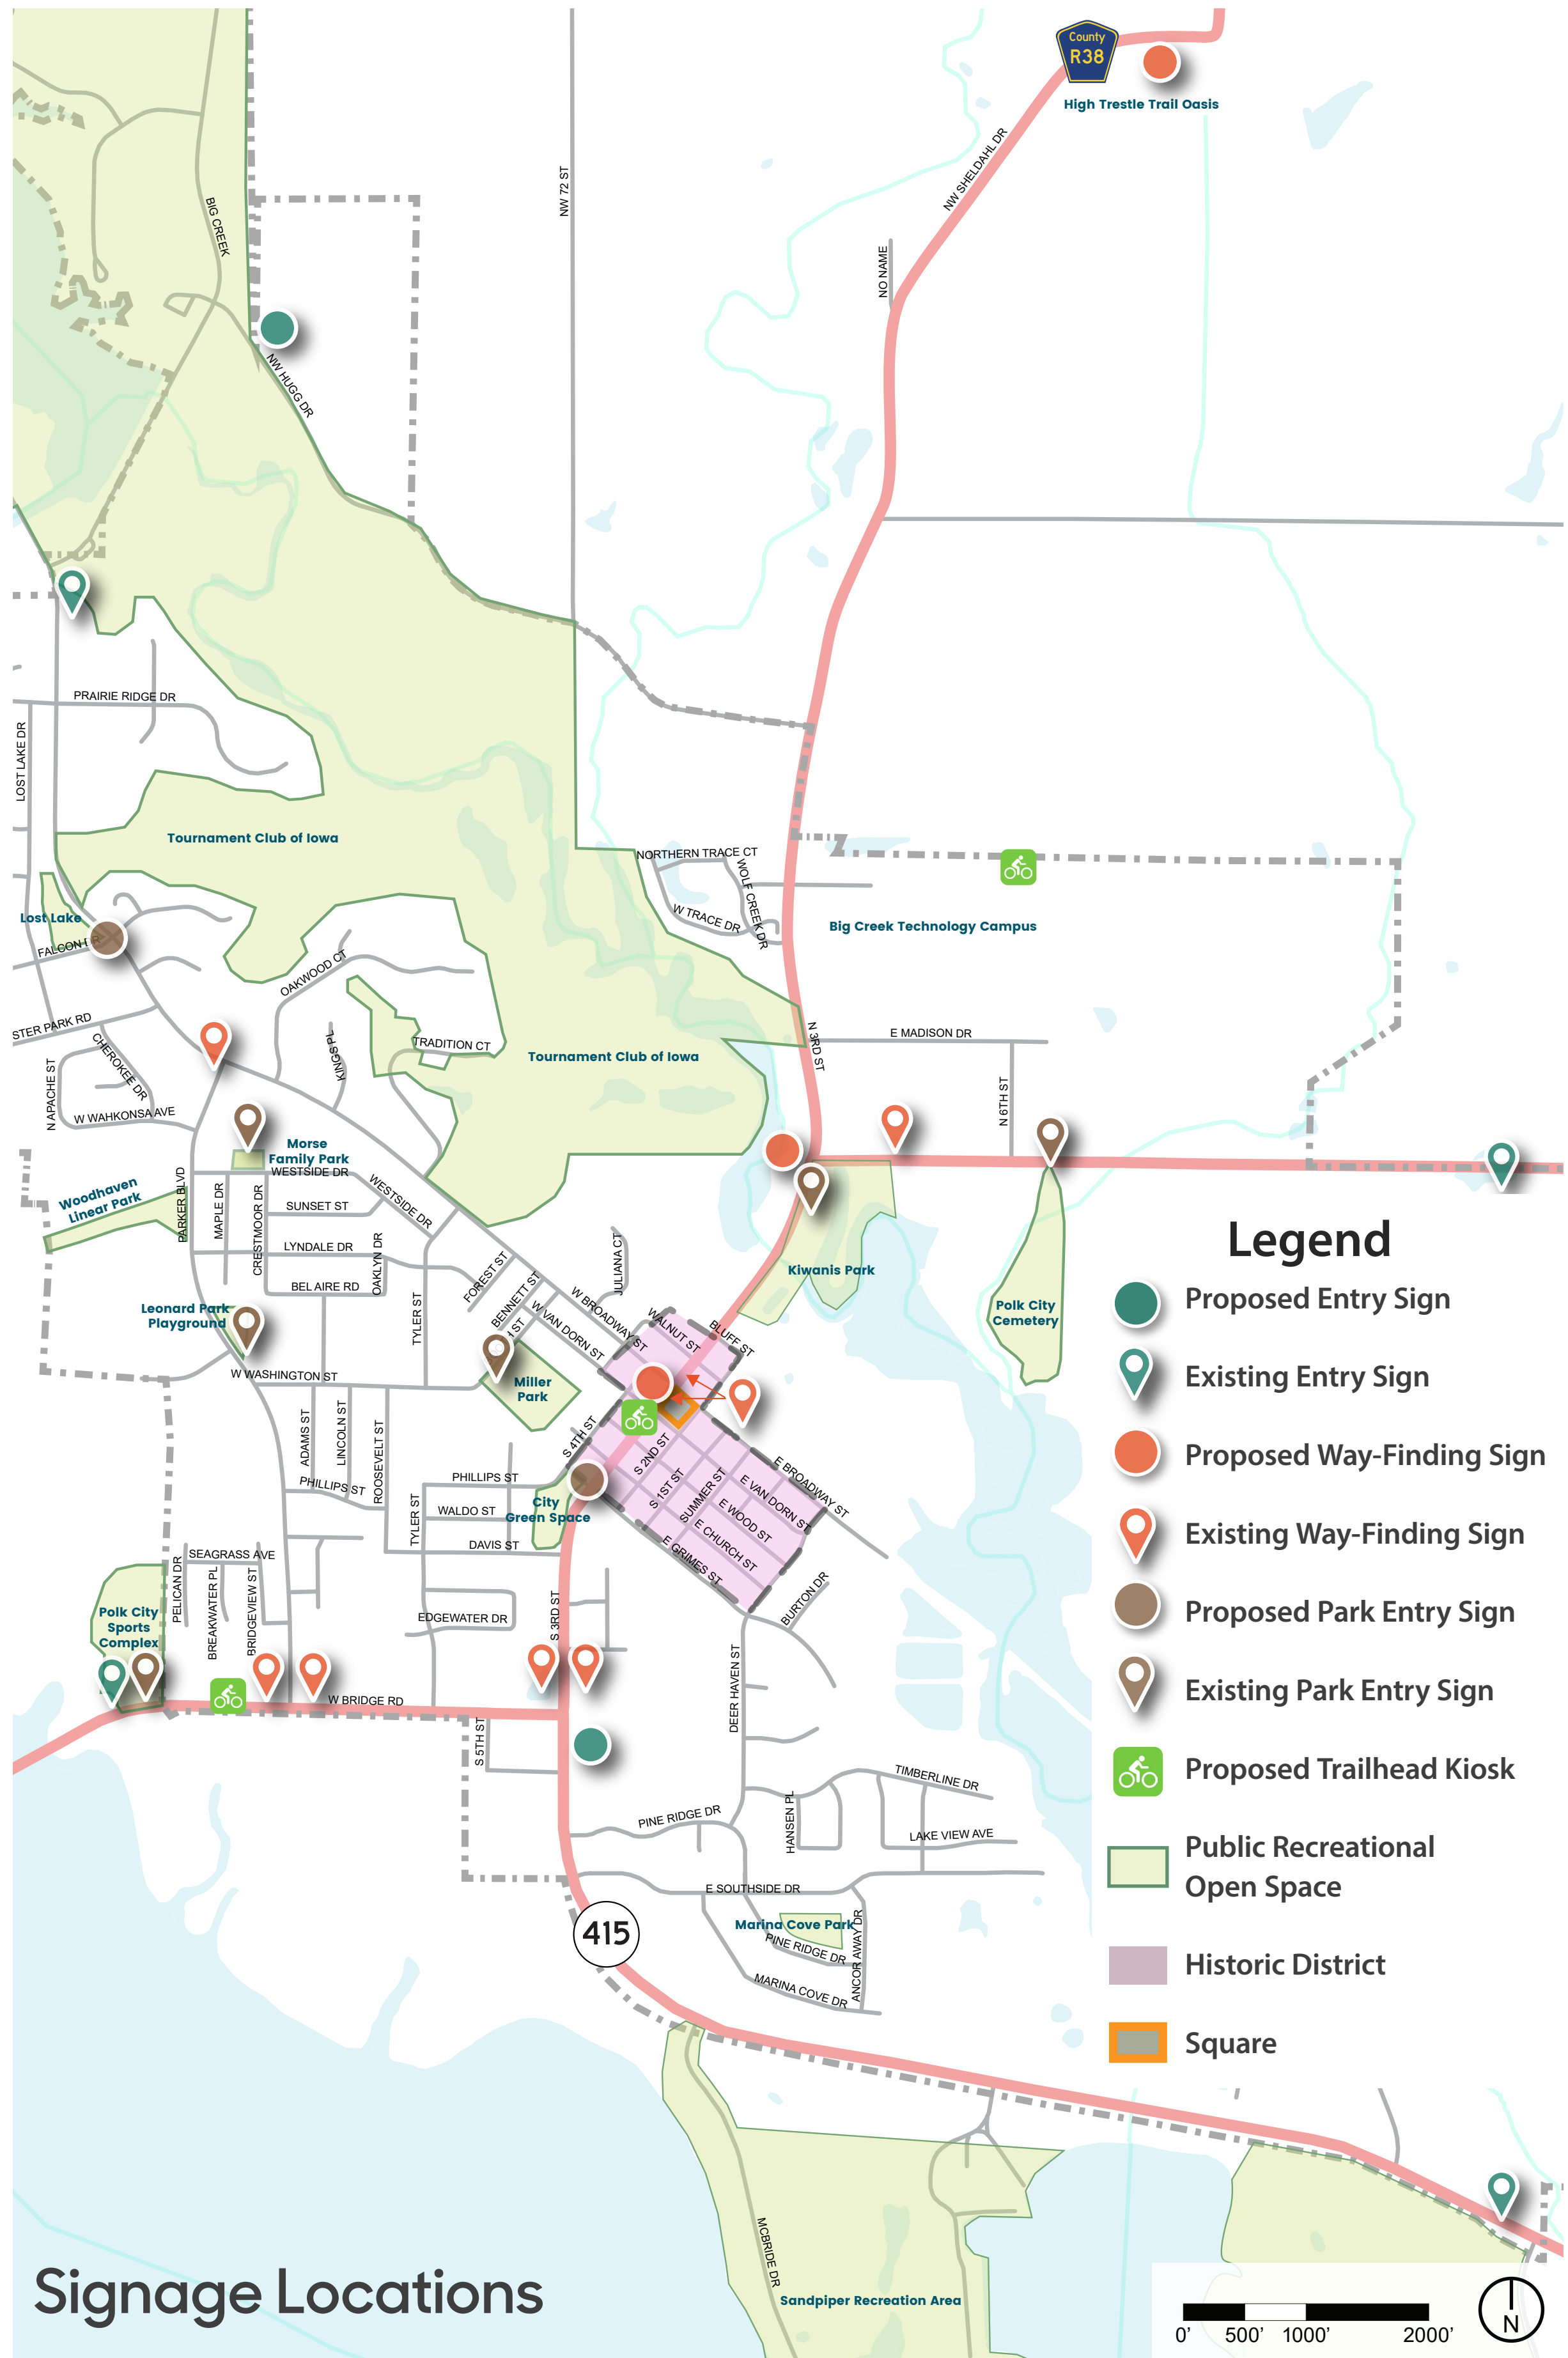 County
R38
High Trestle Trail Oasis
NW SHELDAHL DR
NW 72 ST
BIG CREEK
NO NAME
NW HUGG DR
PRAIRIE RIDGE DR
LOST LAKE DR
Tournament Club of Iowa
NORTHERN TRACE CT
WOLF CREEK DR
W TRACE DR
Lost Lake
FALCON DR
Big Creek Technology Campus
OAKWOOD CT
STER PARK RD
CHEROKEE DR
KINGS PL
TRADITION CT
Tournament Club of Iowa
N 3RD ST
E MADISON DR
N APACHE ST
W WAHKONSA AVE
N 6TH ST
Morse
Family Park
WESTSIDE DR
Woodhaven
Linear Park
PARKER BLVD
MAPLE DR
CRESTMOOR DR
SUNSET ST
WESTSIDE DR
LYNDALE DR
OAKLYN DR
BEL AIRE RD
FOREST ST
JULIANA CT
Kiwanis Park
Polk City
Cemetery
Leonard Park
Playground
TYLER ST
BENNETT ST
H ST
W BROADWAY ST
W VAN DORN ST
WALNUT ST
BLUFF ST
W WASHINGTON ST
Miller
Park
ADAMS ST
LINCOLN ST
ROOSEVELT ST
S 4TH ST
S 2ND ST
S 1ST ST
SUMMER ST
E BROADWAY ST
E VAN DORN ST
E WOOD ST
E CHURCH ST
E GRIMES ST
PHILLIPS ST
PHILLIPS ST
City
Green Space
WALDO ST
TYLER ST
DAVIS ST
SEAGRASS AVE
PELICAN DR
BREAKWATER PL
BRIDGEVIEW ST
Polk City
Sports
Complex
EDGEWATER DR
S 3RD ST
BURTON DR
DEER HAVEN ST
W BRIDGE RD
S 5TH ST
PINE RIDGE DR
HANSEN PL
TIMBERLINE DR
LAKE VIEW AVE
E SOUTHSIDE DR
415
Marina Cove Park
PINE RIDGE DR
ANCOR AWAY DR
MARINA COVE DR
MCBRIDE DR
Sandpiper Recreation Area
Legend
Proposed Entry Sign
Existing Entry Sign
Proposed Way-Finding Sign
Existing Way-Finding Sign
Proposed Park Entry Sign
Existing Park Entry Sign
Proposed Trailhead Kiosk
Public Recreational
Open Space
Historic District
Square
Signage Locations
0’ 500’ 1000’ 2000’
N